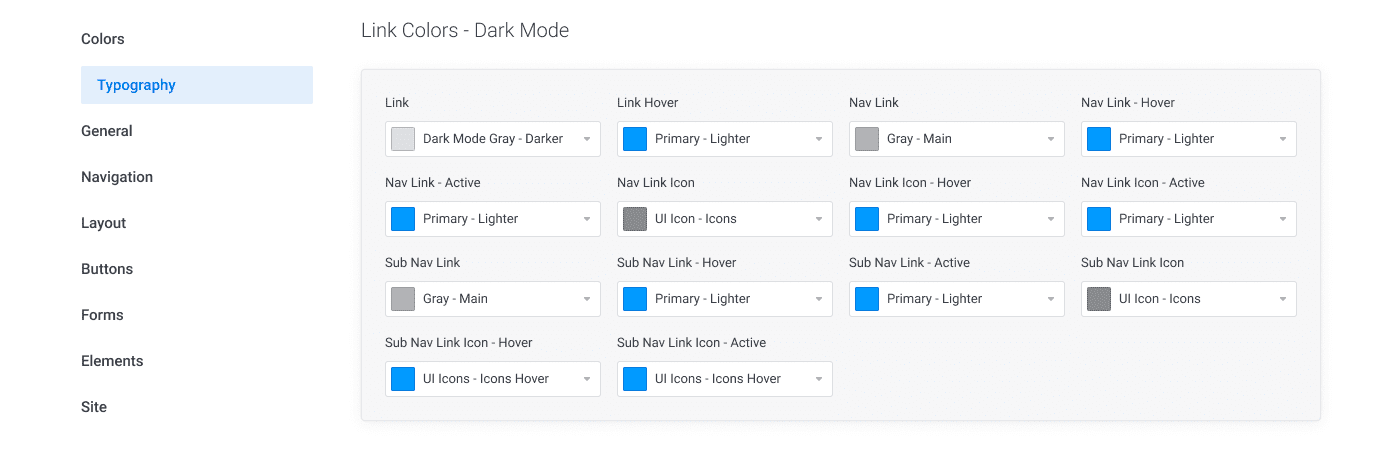 Colors
Typography
General
Navigation
Layout
Buttons
Forms
Elements
Site
Link Colors - Dark Mode
Link
Dark Mode Gray - Darker
Link Hover
Primary - Lighter
Nav Link
Gray - Main
Nav Link - Hover
Primary - Lighter
Nav Link - Active
Primary - Lighter
Nav Link Icon
UI Icon - Icons
Nav Link Icon - Hover
Primary - Lighter
Nav Link Icon - Active
Primary - Lighter
Sub Nav Link
Gray - Main
Sub Nav Link - Hover
Primary - Lighter
Sub Nav Link - Active
Primary - Lighter
Sub Nav Link Icon
UI Icon - Icons
Sub Nav Link Icon - Hover
UI Icons - Icons Hover
Sub Nav Link Icon - Active
UI Icons - Icons Hover